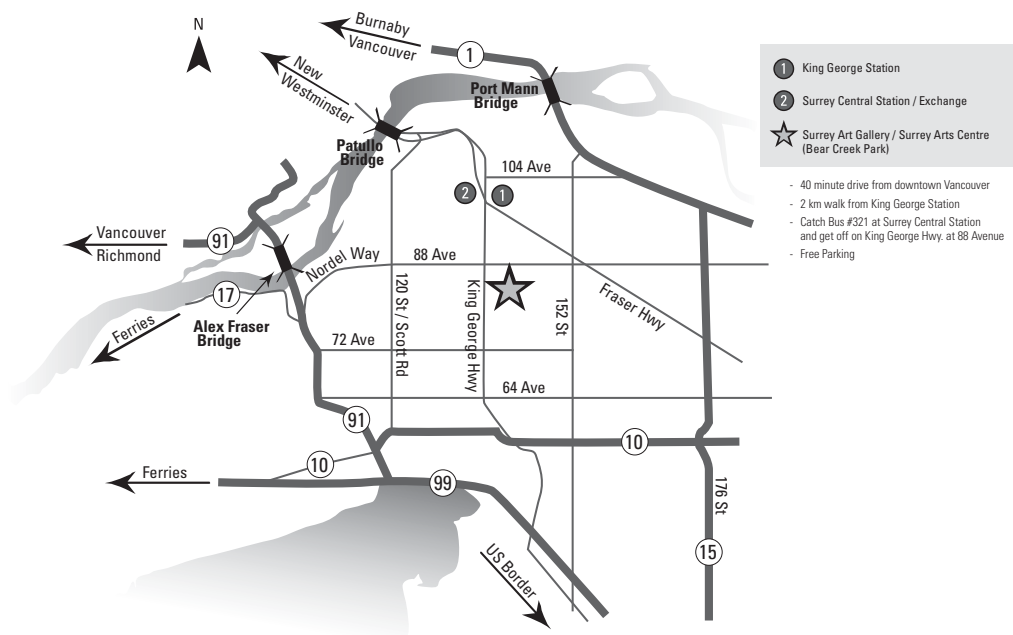 N
Burnaby
Vancouver
1
New
Westminster
Port Mann
Bridge
Patullo
Bridge
104 Ave
2
1
Vancouver
Richmond
91
Nordel Way
88 Ave
17
Ferries
Alex Fraser
Bridge
120 St / Scott Rd
King George Hwy
152 St
Fraser Hwy
72 Ave
64 Ave
91
10
10
Ferries
99
176 St
15
US Border
1 King George Station
2 Surrey Central Station / Exchange
Surrey Art Gallery / Surrey Arts Centre
(Bear Creek Park)
- 40 minute drive from downtown Vancouver
- 2 km walk from King George Station
- Catch Bus #321 at Surrey Central Station
and get off on King George Hwy. at 88 Avenue
- Free Parking